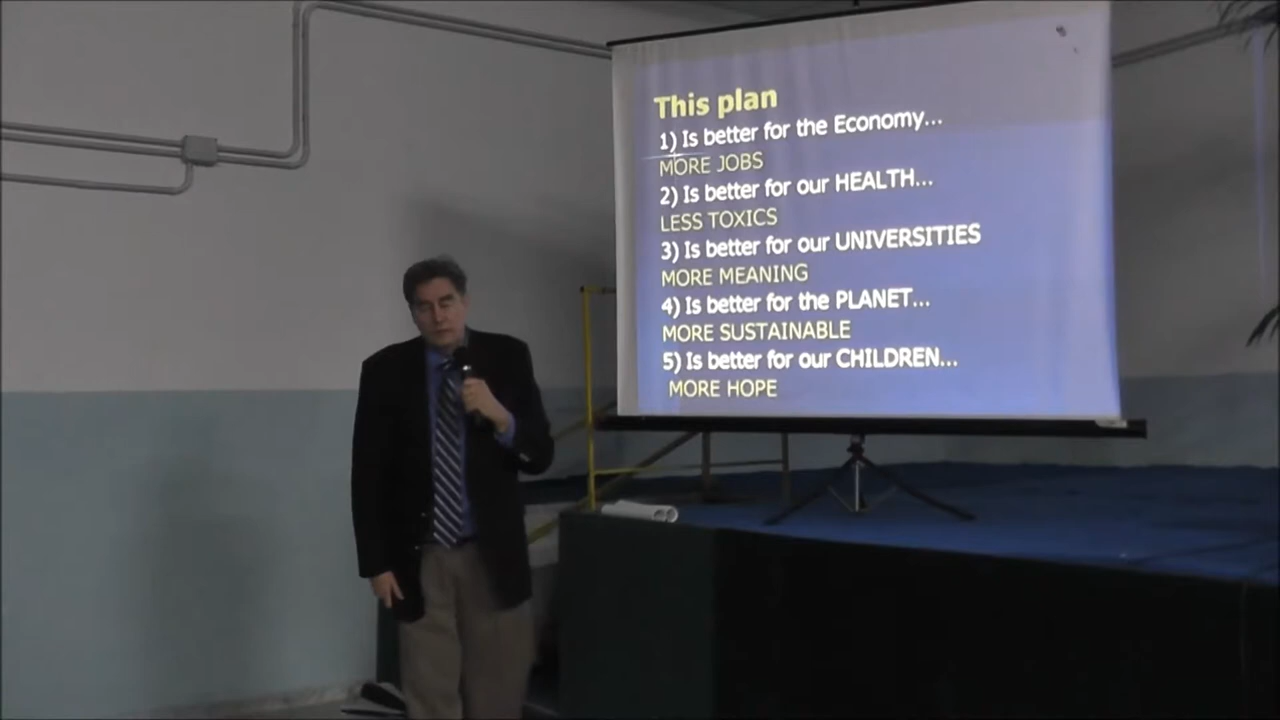 This plan
1) Is better for the Economy...
MORE JOBS
2) Is better for our HEALTH...
LESS TOXICS
3) Is better for our UNIVERSITIES
MORE MEANING
4) Is better for the PLANET...
MORE SUSTAINABLE
5) Is better for our CHILDREN...
MORE HOPE